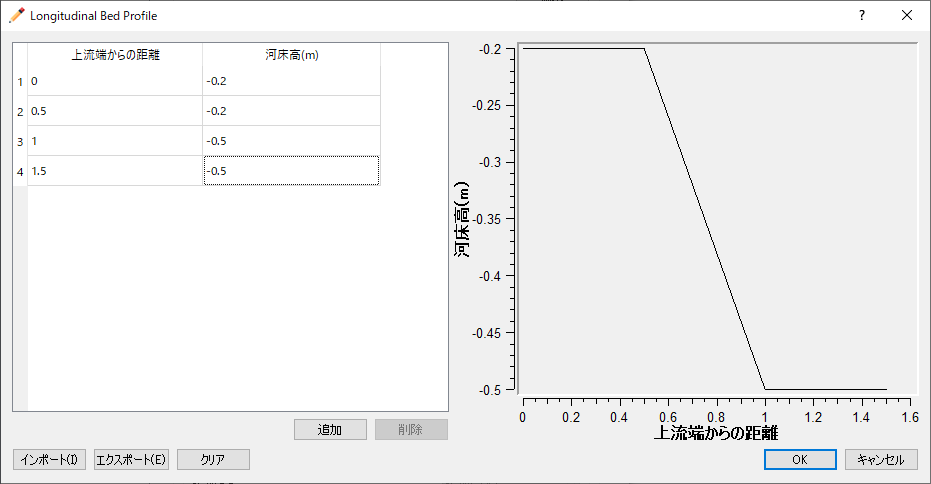 Longitudinal Bed Profile
?
上流端からの距離 河床高(m)
1 0 -0.2
2 0.5 -0.2
3 1 -0.5
4 1.5 -0.5
追加 削除
インポート(I) エクスポート(E) クリア
-0.2
-0.25
-0.3
-0.35
-0.4
-0.45
-0.5
河床高(m)
0 0.2 0.4 0.6 0.8 1 1.2 1.4 1.6
上流端からの距離
OK キャンセル